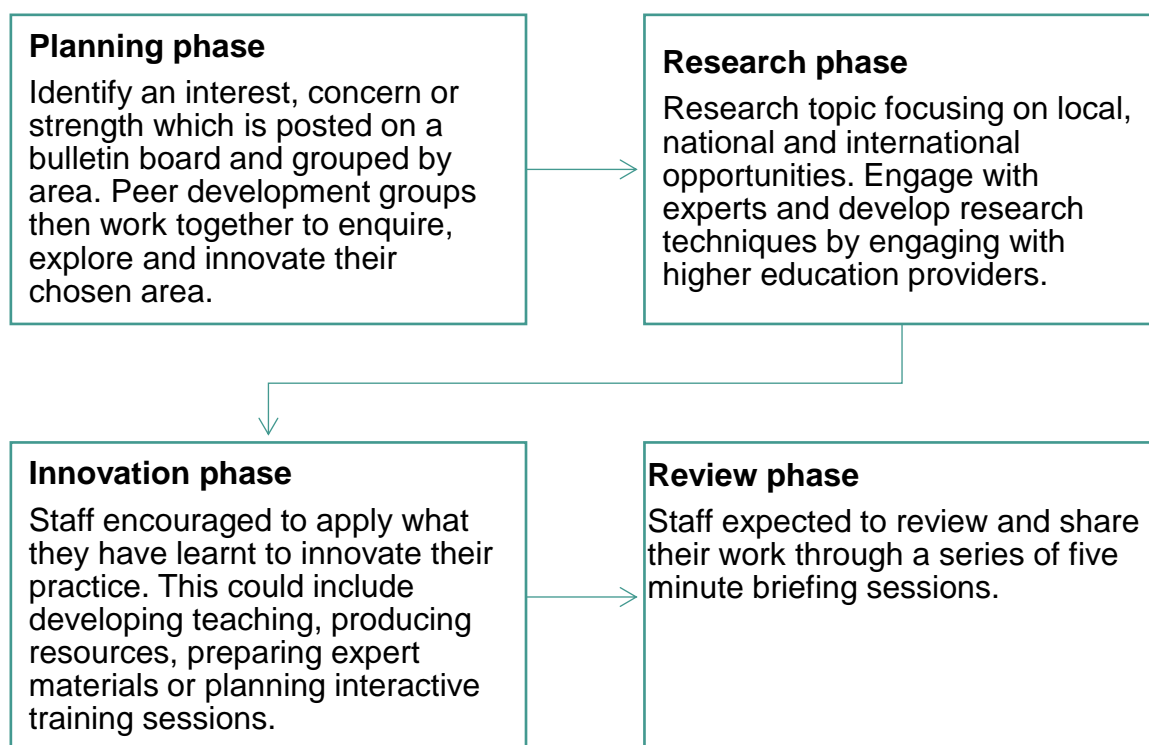 Planning phase
Identify an interest, concern or
strength which is posted on a
bulletin board and grouped by
area. Peer development groups
then work together to enquire,
explore and innovate their
chosen area.
Research phase
Research topic focusing on local,
national and international
opportunities. Engage with
experts and develop research
techniques by engaging with
higher education providers.
Innovation phase
Staff encouraged to apply what
they have learnt to innovate their
practice. This could include
developing teaching, producing
resources, preparing expert
materials or planning interactive
training sessions.
Review phase
Staff expected to review and share
their work through a series of five
minute briefing sessions.